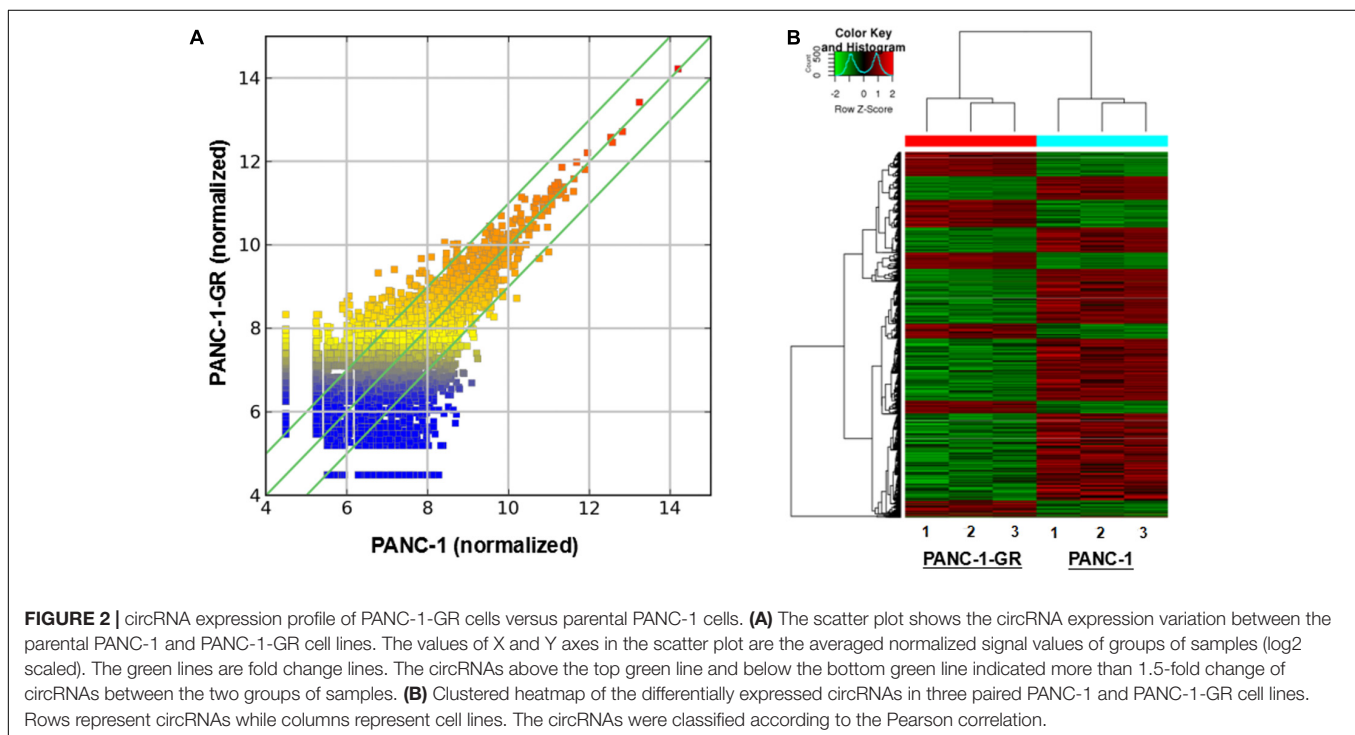 A
14
12
10
8
6
4
4
6
8
10
12
14
PANC-1-GR (normalized)
PANC-1 (normalized)
B
Color Key
and Histogram
Count
0
500
-2
0
1
2
Row Z-Score
1
2
3
1
2
3
PANC-1-GR
PANC-1
FIGURE 2 | circRNA expression profile of PANC-1-GR cells versus parental PANC-1 cells. (A) The scatter plot shows the circRNA expression variation between the
parental PANC-1 and PANC-1-GR cell lines. The values of X and Y axes in the scatter plot are the averaged normalized signal values of groups of samples (log2
scaled). The green lines are fold change lines. The circRNAs above the top green line and below the bottom green line indicated more than 1.5-fold change of
circRNAs between the two groups of samples. (B) Clustered heatmap of the differentially expressed circRNAs in three paired PANC-1 and PANC-1-GR cell lines.
Rows represent circRNAs while columns represent cell lines. The circRNAs were classified according to the Pearson correlation.